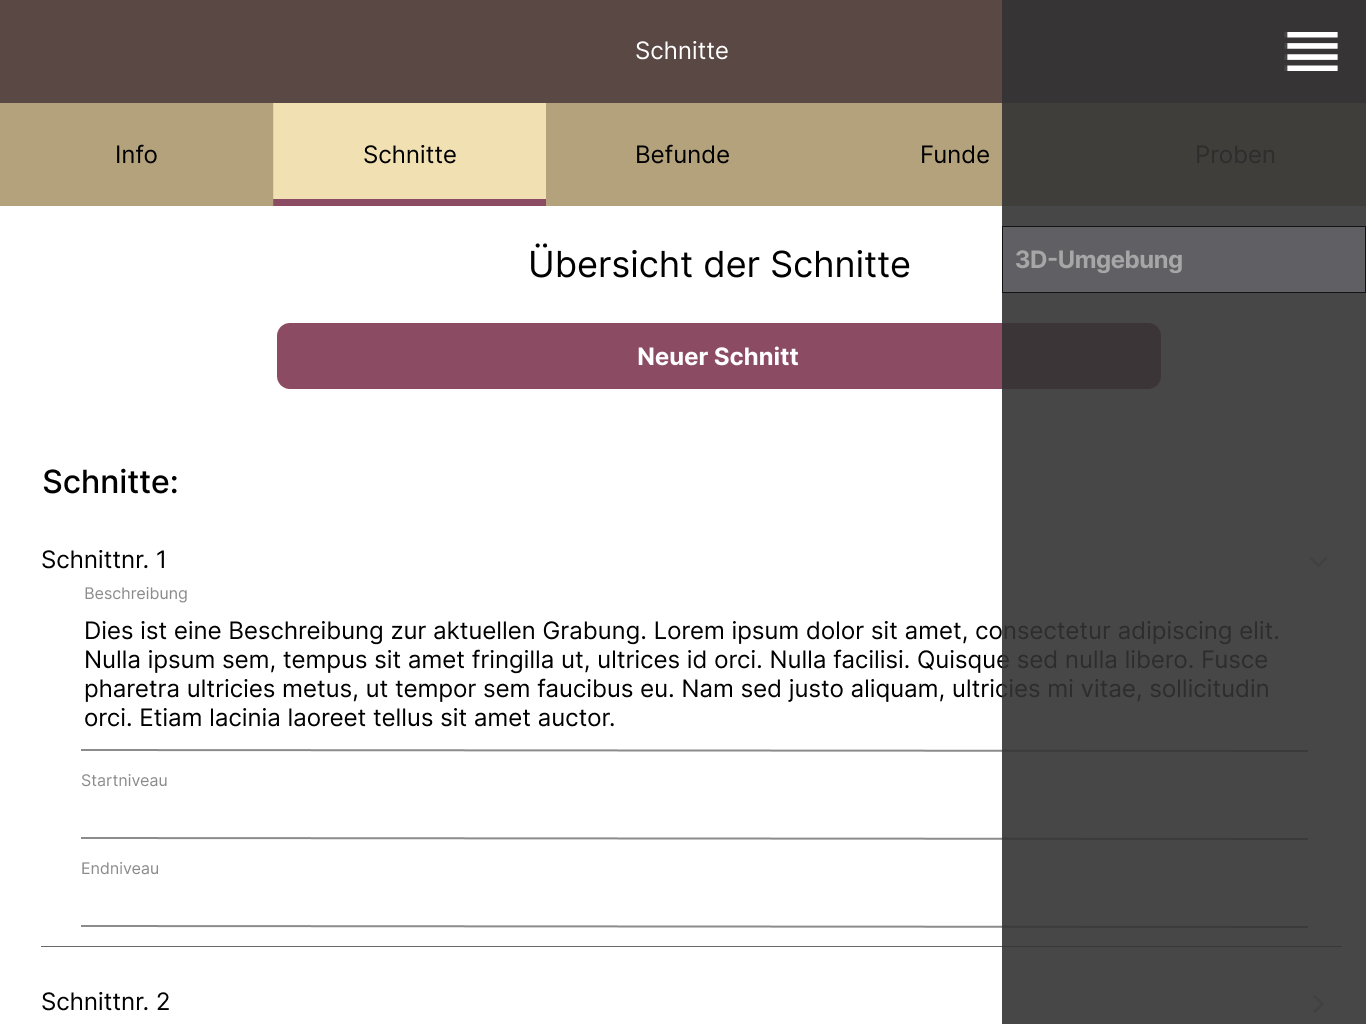 Schnitte
Info
Schnitte
Befunde
Funde
Proben
Übersicht der Schnitte
3D-Umgebung
Neuer Schnitt
Schnitte:
Schnittnr. 1
Beschreibung
Dies ist eine Beschreibung zur aktuellen Grabung. Lorem ipsum dolor sit amet, consectetur adipiscing elit.
Nulla ipsum sem, tempus sit amet fringilla ut, ultrices id orci. Nulla facilisi. Quisque sed nulla libero. Fusce
pharetra ultricies metus, ut tempor sem faucibus eu. Nam sed justo aliquam, ultricies mi vitae, sollicitudin
orci. Etiam lacinia laoreet tellus sit amet auctor.
Startniveau
Endniveau
Schnittnr. 2